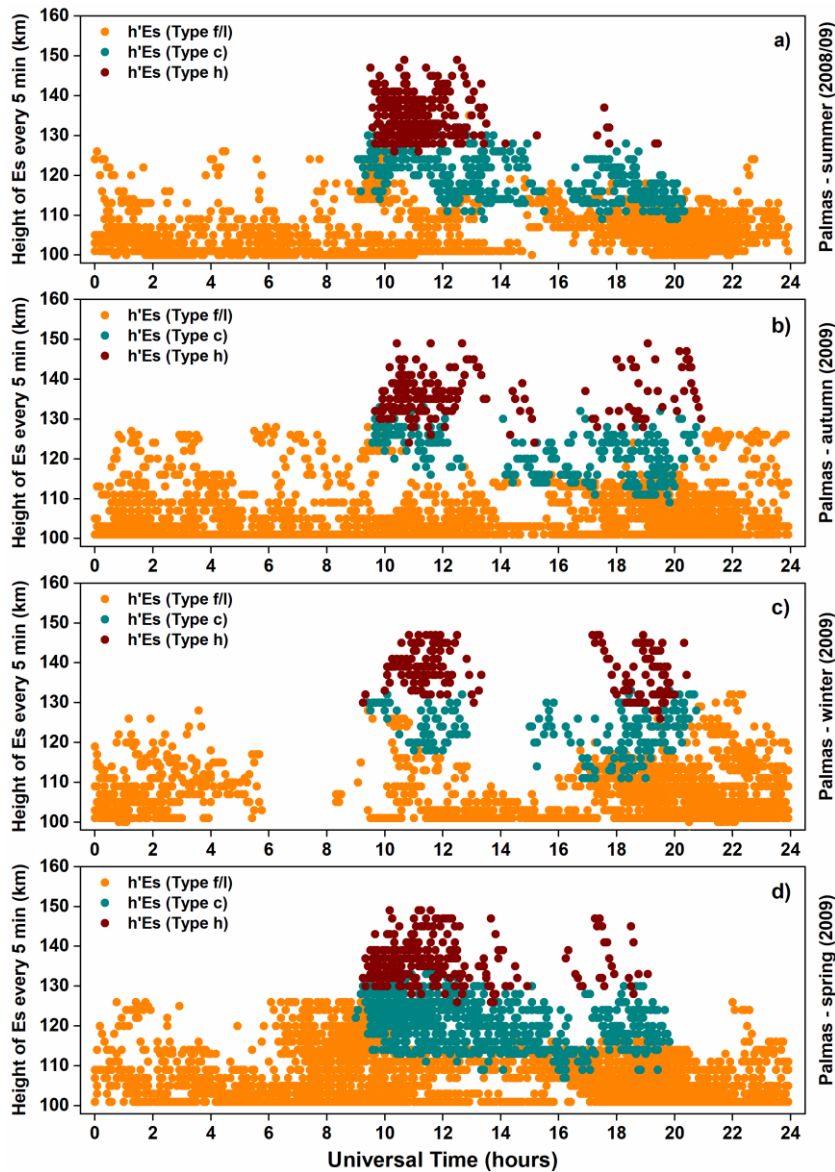 Height of Es every 5 min (km)
160
150
140
130
120
110
100
h'Es (Type f/l)
h'Es (Type c)
h'Es (Type h)
a)
Palmas - summer (2008/09)
0 2 4 6 8 10 12 14 16 18 20 22 24
Height of Es every 5 min (km)
160
150
140
130
120
110
100
h'Es (Type f/l)
h'Es (Type c)
h'Es (Type h)
b)
Palmas - autumn (2009)
0 2 4 6 8 10 12 14 16 18 20 22 24
Height of Es every 5 min (km)
160
150
140
130
120
110
100
h'Es (Type f/l)
h'Es (Type c)
h'Es (Type h)
c)
Palmas - winter (2009)
0 2 4 6 8 10 12 14 16 18 20 22 24
Height of Es every 5 min (km)
160
150
140
130
120
110
100
h'Es (Type f/l)
h'Es (Type c)
h'Es (Type h)
d)
Palmas - spring (2009)
0 2 4 6 8 10 12 14 16 18 20 22 24
Universal Time (hours)